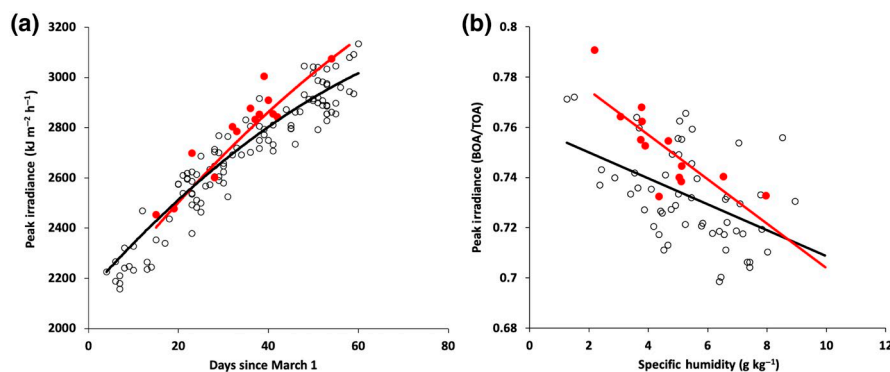 (a)
3200
3000
2800
2600
2400
2200
2000
Peak irradiance
(kJ m⁻² h⁻¹)
0 20 40 60 80
Days since March 1
(b)
0.8
0.78
0.76
0.74
0.72
0.7
0.68
Peak irradiance (BOA/TOA)
0 2 4 6 8 10 12
Specific humidity (g kg⁻¹)